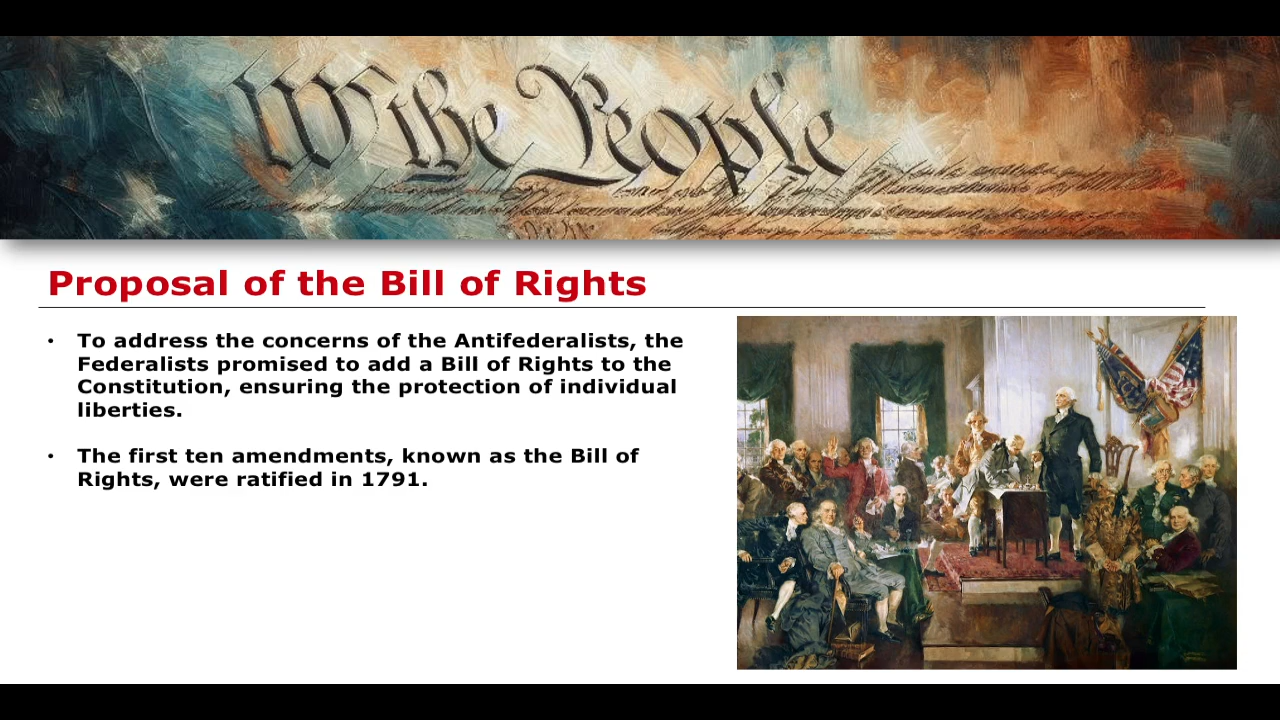 We the People
Proposal of the Bill of Rights
• To address the concerns of the Antifederalists, the
Federalists promised to add a Bill of Rights to the
Constitution, ensuring the protection of individual
liberties.
• The first ten amendments, known as the Bill of
Rights, were ratified in 1791.